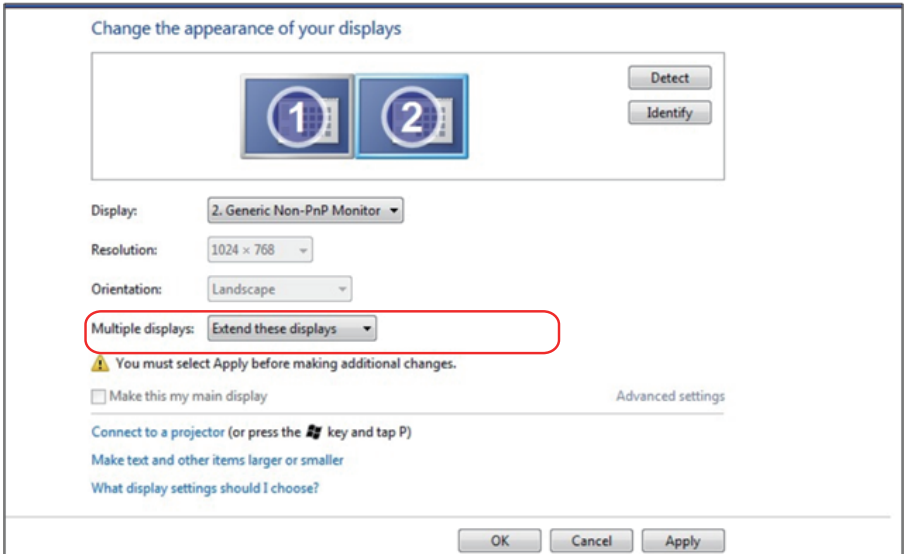 Change the appearance of your displays
1
2
Detect
Identify
Display: 2. Generic Non-PnP Monitor
Resolution: 1024 × 768
Orientation: Landscape
Multiple displays: Extend these displays
You must select Apply before making additional changes.
Make this my main display Advanced settings
Connect to a projector (or press the key and tap P)
Make text and other items larger or smaller
What display settings should I choose?
OK Cancel Apply